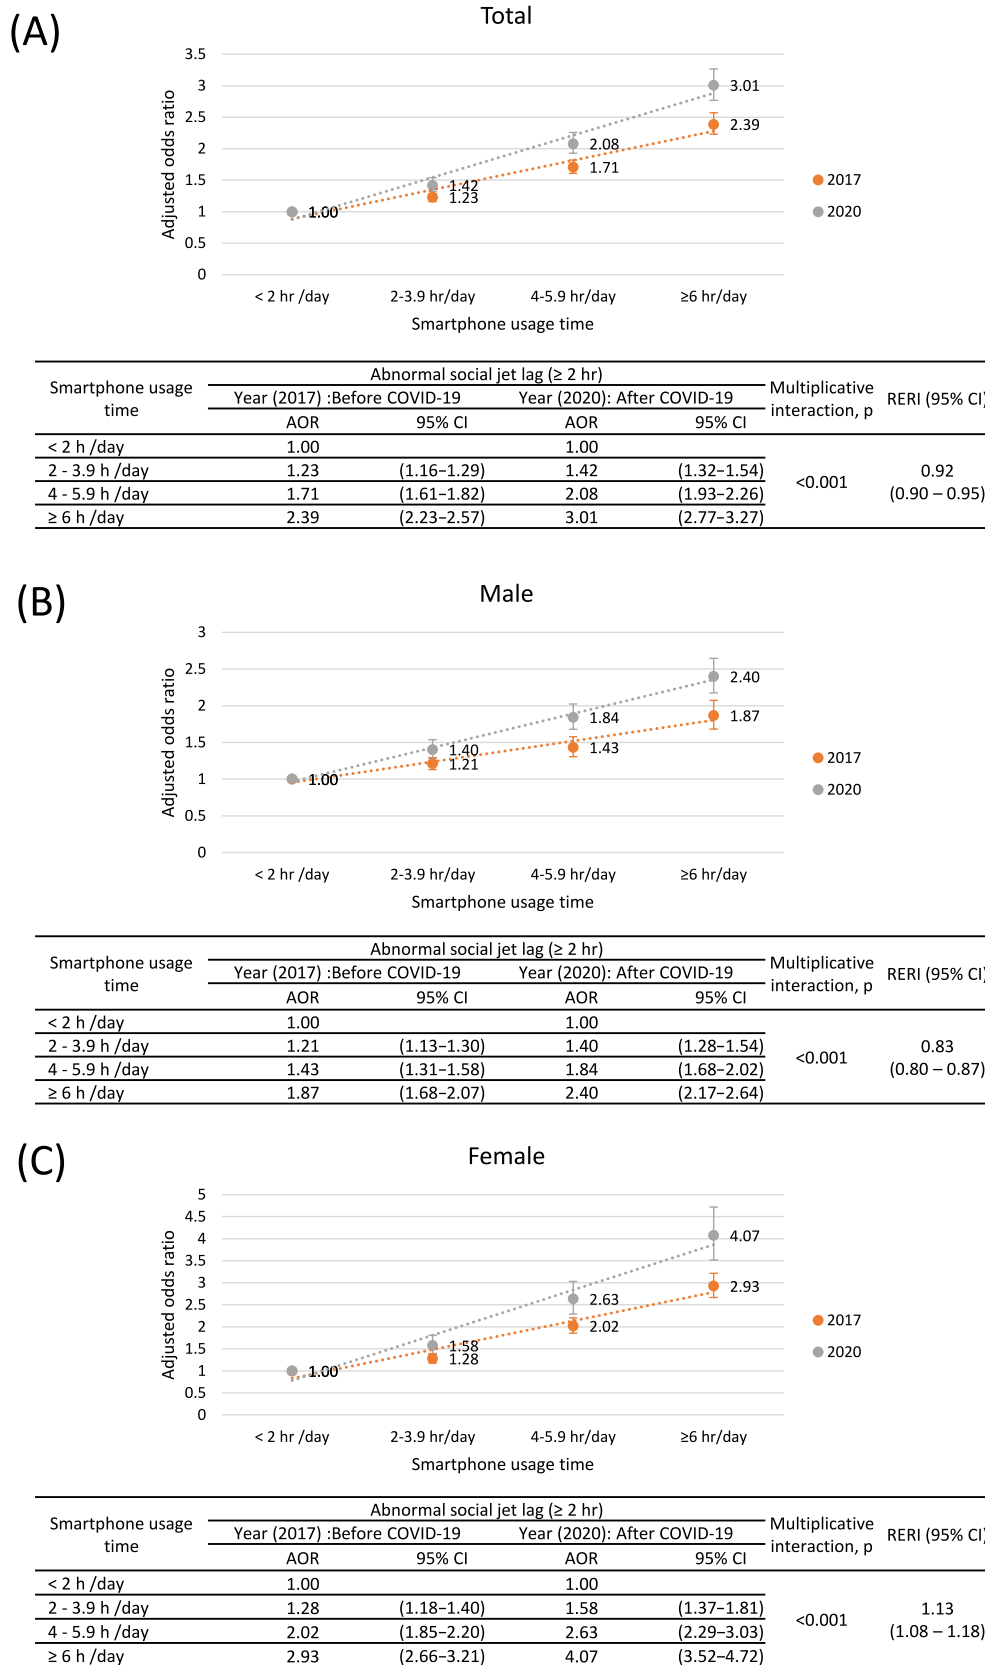 (A)
Total
3.5
3
2.5
2
1.5
1
0.5
0
Adjusted odds ratio
3.01
2.39
2.08
1.71
1.42
1.23
1.00
1.00
2017
2020
< 2 hr /day 2-3.9 hr/day 4-5.9 hr/day ≥6 hr/day
Smartphone usage time
Smartphone usage time Abnormal social jet lag (≥ 2 hr) Multiplicative interaction, p RERI (95% CI)
Year (2017) :Before COVID-19 Year (2020): After COVID-19
AOR 95% CI AOR 95% CI
< 2 h /day 1.00 1.00
2 - 3.9 h /day 1.23 (1.16–1.29) 1.42 (1.32–1.54)
4 - 5.9 h /day 1.71 (1.61–1.82) 2.08 (1.93–2.26)
≥ 6 h /day 2.39 (2.23–2.57) 3.01 (2.77–3.27)
<0.001
0.92
(0.90 – 0.95)
(B)
Male
3
2.5
2
1.5
1
0.5
0
Adjusted odds ratio
2.40
1.87
1.84
1.43
1.40
1.21
1.00
1.00
2017
2020
< 2 hr /day 2-3.9 hr/day 4-5.9 hr/day ≥6 hr/day
Smartphone usage time
Smartphone usage time Abnormal social jet lag (≥ 2 hr) Multiplicative interaction, p RERI (95% CI)
Year (2017) :Before COVID-19 Year (2020): After COVID-19
AOR 95% CI AOR 95% CI
< 2 h /day 1.00 1.00
2 - 3.9 h /day 1.21 (1.13–1.30) 1.40 (1.28–1.54)
4 - 5.9 h /day 1.43 (1.31–1.58) 1.84 (1.68–2.02)
≥ 6 h /day 1.87 (1.68–2.07) 2.40 (2.17–2.64)
<0.001
0.83
(0.80 – 0.87)
(C)
Female
5
4.5
4
3.5
3
2.5
2
1.5
1
0.5
0
Adjusted odds ratio
4.07
2.93
2.63
2.02
1.58
1.28
1.00
1.00
2017
2020
< 2 hr /day 2-3.9 hr/day 4-5.9 hr/day ≥6 hr/day
Smartphone usage time
Smartphone usage time Abnormal social jet lag (≥ 2 hr) Multiplicative interaction, p RERI (95% CI)
Year (2017) :Before COVID-19 Year (2020): After COVID-19
AOR 95% CI AOR 95% CI
< 2 h /day 1.00 1.00
2 - 3.9 h /day 1.28 (1.18–1.40) 1.58 (1.37–1.81)
4 - 5.9 h /day 2.02 (1.85–2.20) 2.63 (2.29–3.03)
≥ 6 h /day 2.93 (2.66–3.21) 4.07 (3.52–4.72)
<0.001
1.13
(1.08 – 1.18)